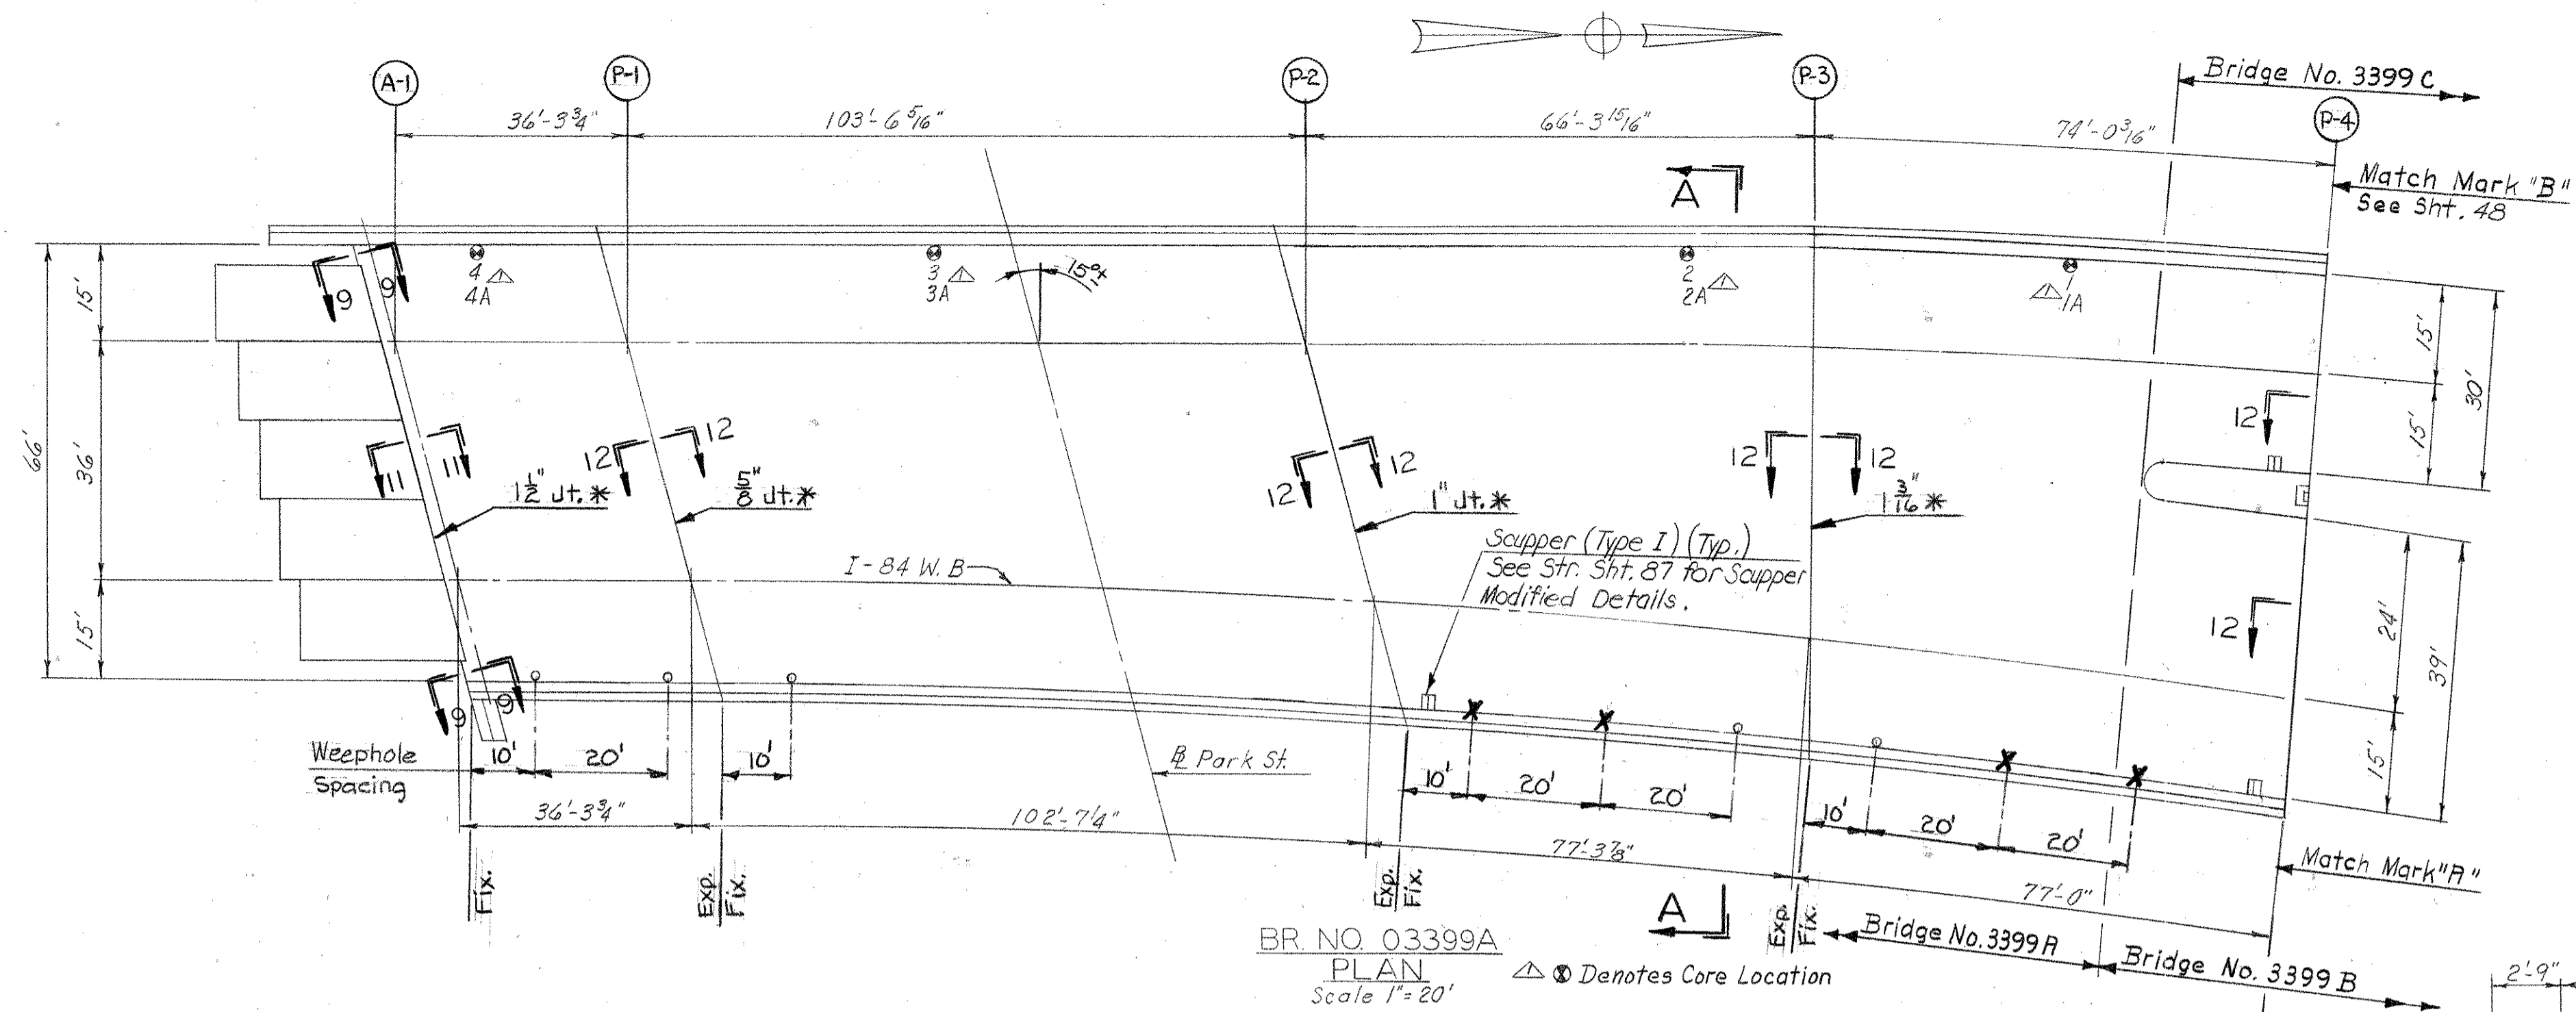 A-1
P-1
P-2
P-3
P-4
Bridge No. 3399 C
36'-3¾"
103'-6 5/16"
66'-3 15/16"
74'-0 3/16"
Match Mark "B"
See Sht. 48
A
4
4A
3
3A
15°±
2
2A
1
1A
9
9
15'
36'
15'
66'
15'
15'
30'
11
11
12
12
12
12
12
12
12
1½" Jt. *
5/8" Jt. *
1" Jt. *
1 3/16" *
Scupper (Type I) (Typ.)
See Str. Sht. 87 for Scupper
Modified Details.
I-84 W. B
12
24'
39'
15'
9
9
Weephole
Spacing
10'
20'
10'
℄ Park St.
10'
20'
20'
10'
20'
20'
36'-3¾"
102'-7¼"
77'-3⅞"
77'-0"
Match Mark "A"
Fix.
Exp.
Fix.
Exp.
Fix.
Exp.
Fix.
A
Bridge No. 3399 A
Bridge No. 3399 B
BR. NO. 03399A
PLAN
Scale 1"=20'
1 Denotes Core Location
2'-9"